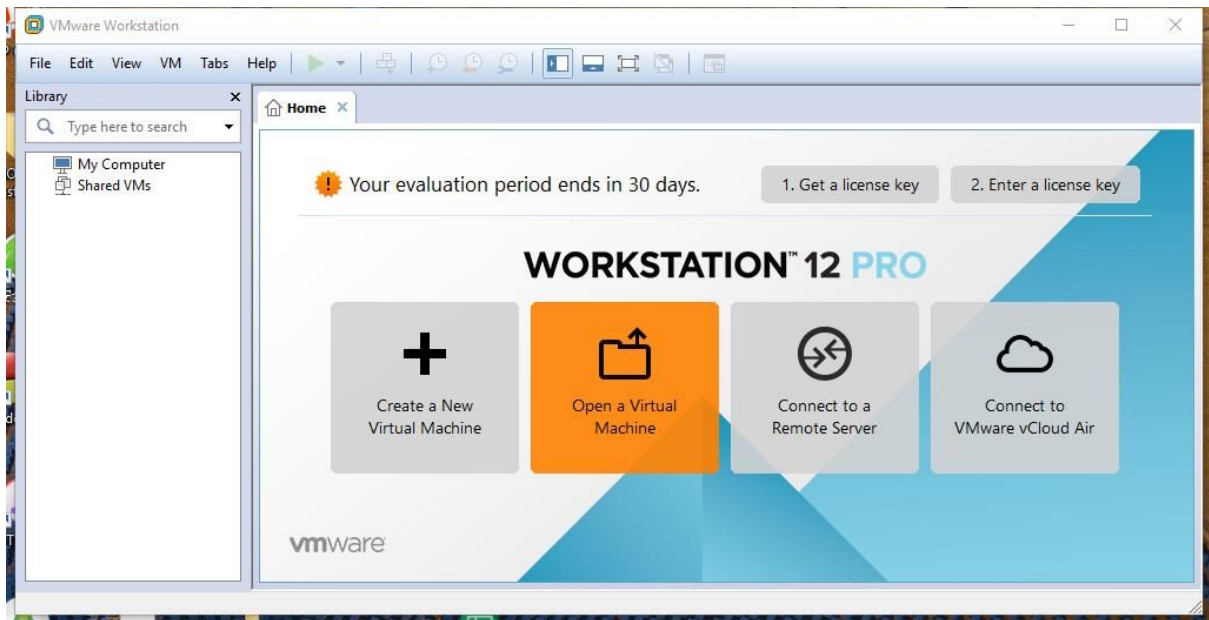 VMware Workstation
File Edit View VM Tabs Help
Library
Home
Type here to search
My Computer
Shared VMs
Your evaluation period ends in 30 days.
1. Get a license key
2. Enter a license key
WORKSTATION™ 12 PRO
Create a New
Virtual Machine
Open a Virtual
Machine
Connect to a
Remote Server
Connect to
VMware vCloud Air
vmware